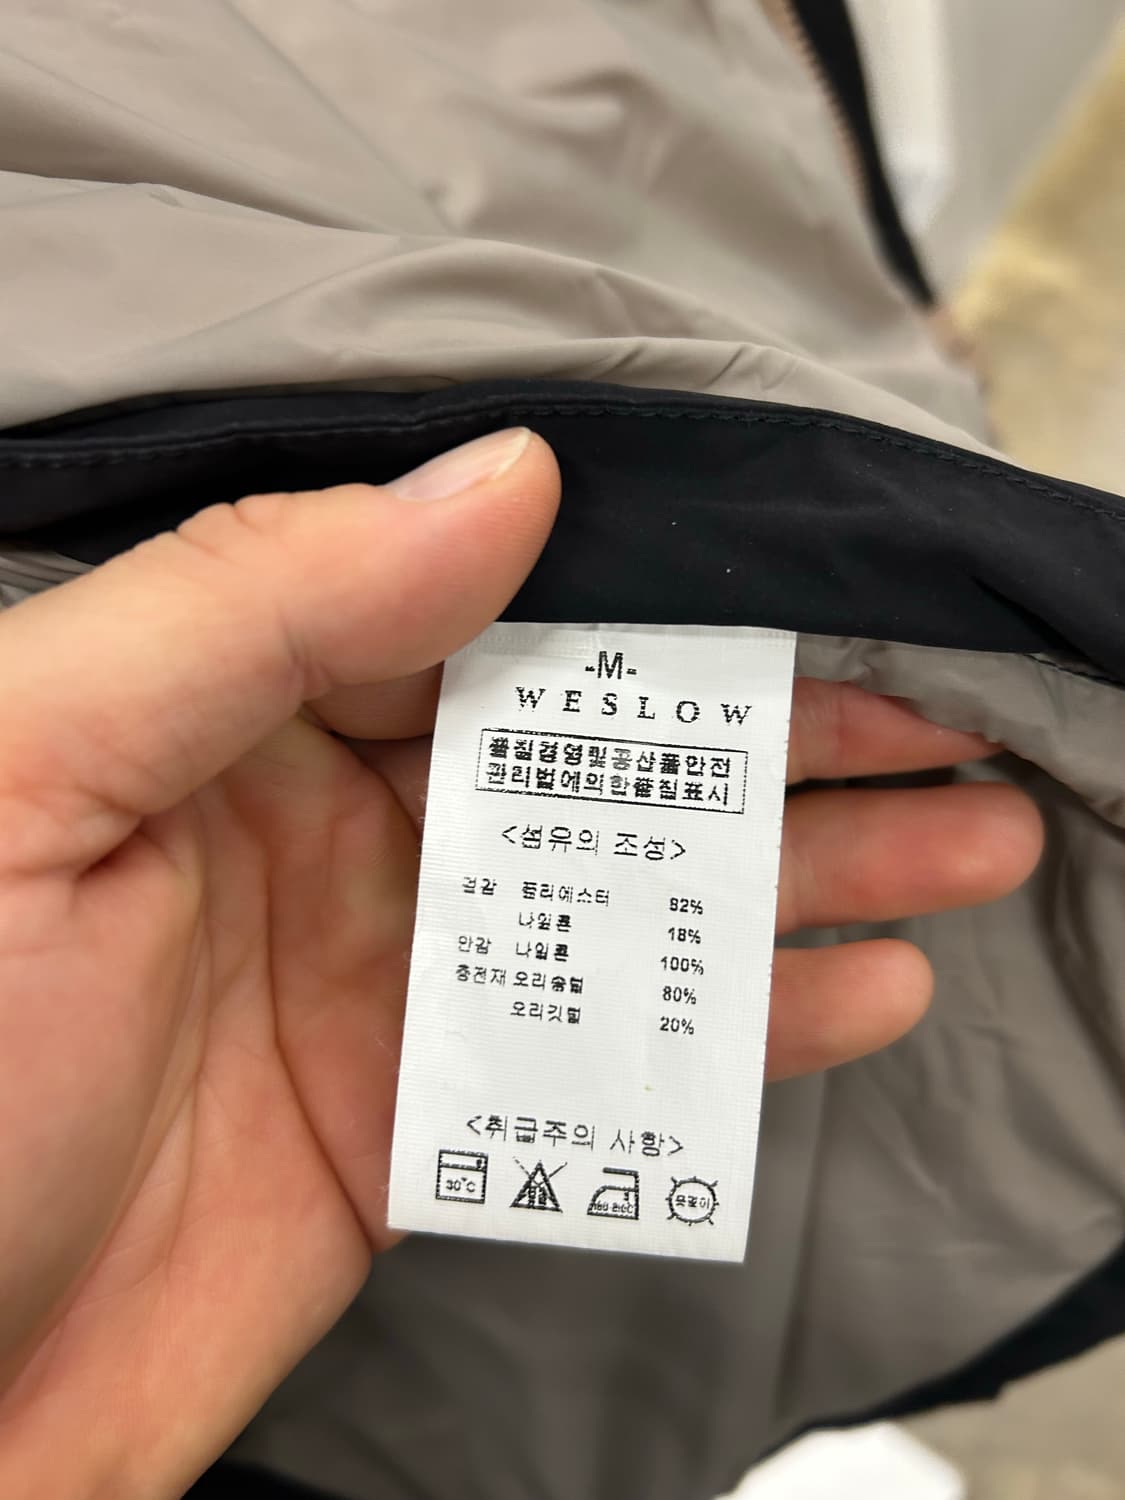 -M-
WESLOW
품질경영및공산품안전
관리법에의한품질표시
<섬유의 조성>
겉감 폴리에스터 82%
나일론 18%
안감 나일론 100%
충전재 오리솜털 80%
오리깃털 20%
<취급주의 사항>
30°C 옷걸이